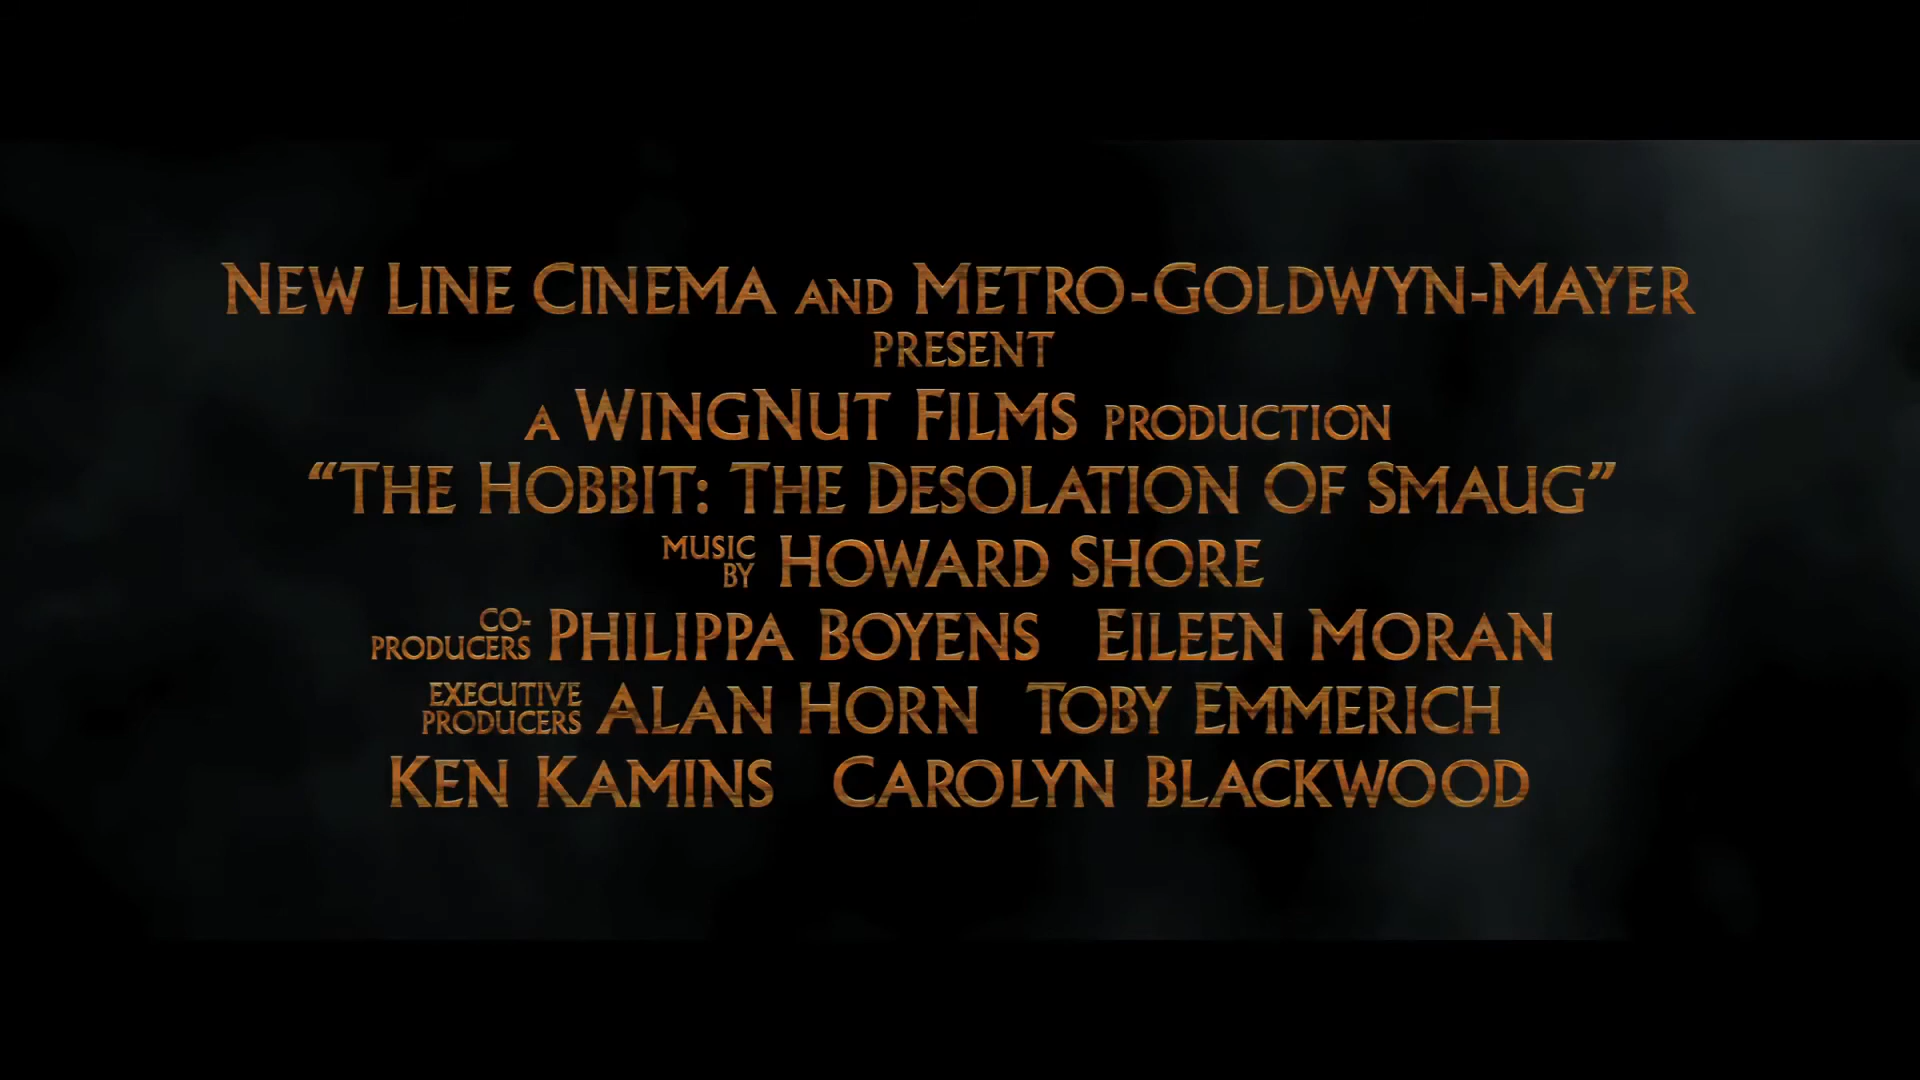 NEW LINE CINEMA AND METRO-GOLDWYN-MAYER
PRESENT
A WINGNUT FILMS PRODUCTION
“THE HOBBIT: THE DESOLATION OF SMAUG”
MUSIC BY HOWARD SHORE
CO-PRODUCERS PHILIPPA BOYENS EILEEN MORAN
EXECUTIVE PRODUCERS ALAN HORN TOBY EMMERICH
KEN KAMINS CAROLYN BLACKWOOD